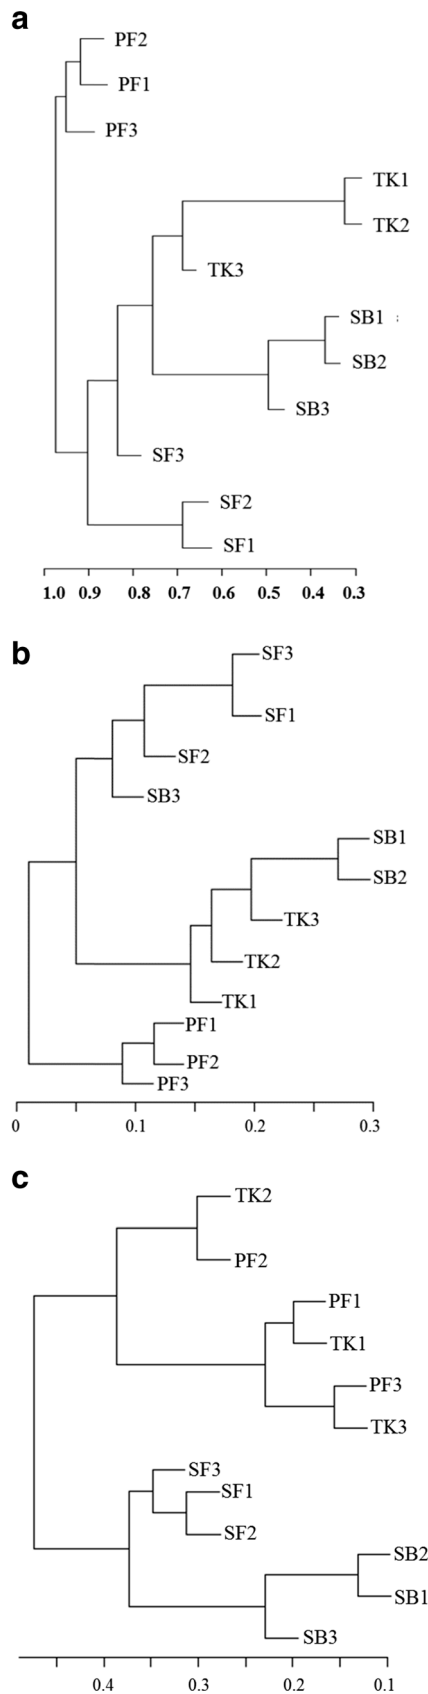 a
PF2
PF1
PF3
TK1
TK2
TK3
SB1 :
SB2
SB3
SF3
SF2
SF1
1.0 0.9 0.8 0.7 0.6 0.5 0.4 0.3
b
SF3
SF1
SF2
SB3
SB1
SB2
TK3
TK2
TK1
PF1
PF2
PF3
0 0.1 0.2 0.3
c
TK2
PF2
PF1
TK1
PF3
TK3
SF3
SF1
SF2
SB2
SB1
SB3
0.4 0.3 0.2 0.1